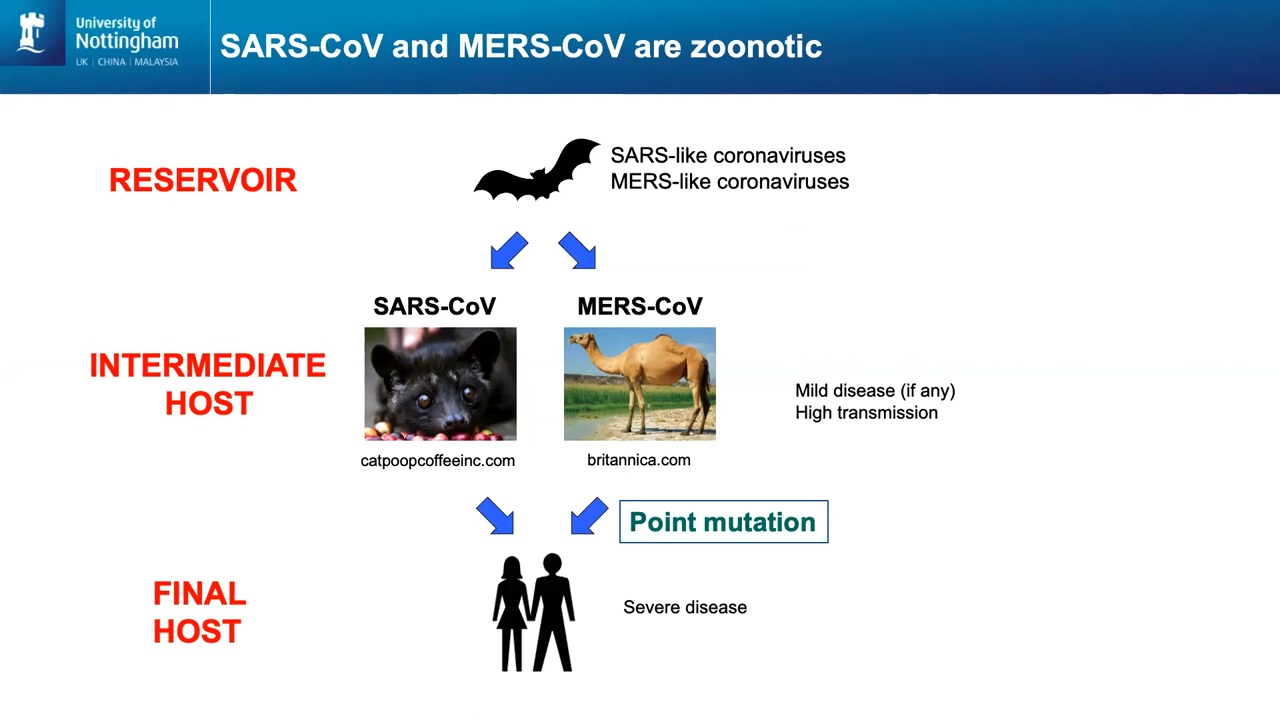 University of
Nottingham
UK | CHINA | MALAYSIA
SARS-CoV and MERS-CoV are zoonotic
RESERVOIR
SARS-like coronaviruses
MERS-like coronaviruses
SARS-CoV
MERS-CoV
INTERMEDIATE
HOST
Mild disease (if any)
High transmission
catpoopcoffeeinc.com
britannica.com
Point mutation
FINAL
HOST
Severe disease